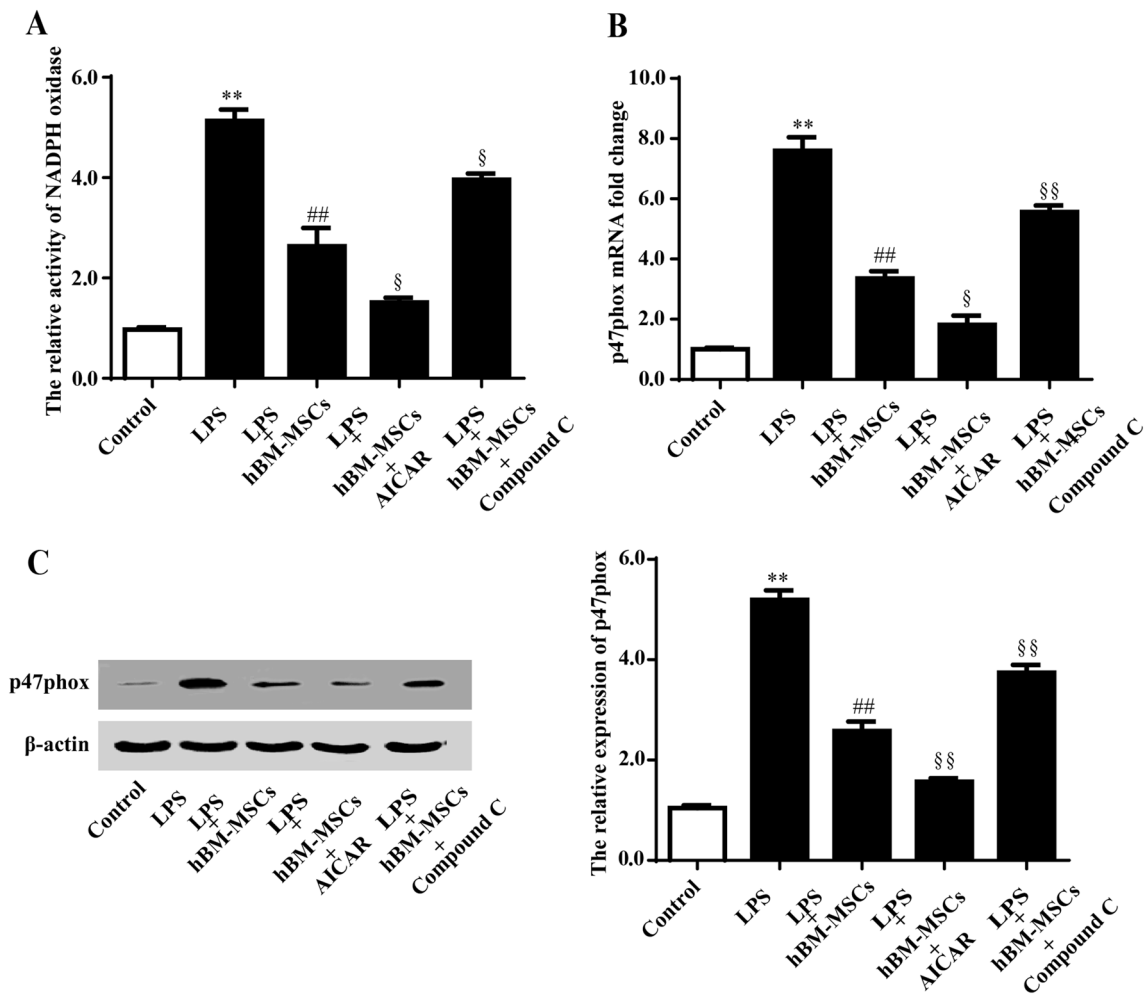 A
The relative activity of NADPH oxidase
6.0
4.0
2.0
0.0
**
##
§
§
Control
LPS
LPS
+
hBM-MSCs
LPS
+
hBM-MSCs
+
AICAR
LPS
+
hBM-MSCs
+
Compound C
B
p47phox mRNA fold change
10.0
8.0
6.0
4.0
2.0
0.0
**
##
§
§§
Control
LPS
LPS
+
hBM-MSCs
LPS
+
hBM-MSCs
+
AICAR
LPS
+
hBM-MSCs
+
Compound C
C
p47phox
β-actin
Control
LPS
LPS
+
hBM-MSCs
LPS
+
hBM-MSCs
+
AICAR
LPS
+
hBM-MSCs
+
Compound C
The relative expression of p47phox
6.0
4.0
2.0
0.0
**
##
§§
§§
Control
LPS
LPS
+
hBM-MSCs
LPS
+
hBM-MSCs
+
AICAR
LPS
+
hBM-MSCs
+
Compound C